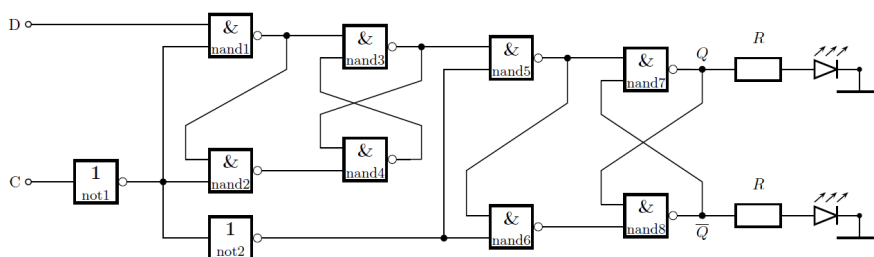 D
&
nand1
&
nand3
&
nand5
&
nand7
Q
R
C
1
not1
&
nand2
&
nand4
1
not2
&
nand6
&
nand8
Q̅
R